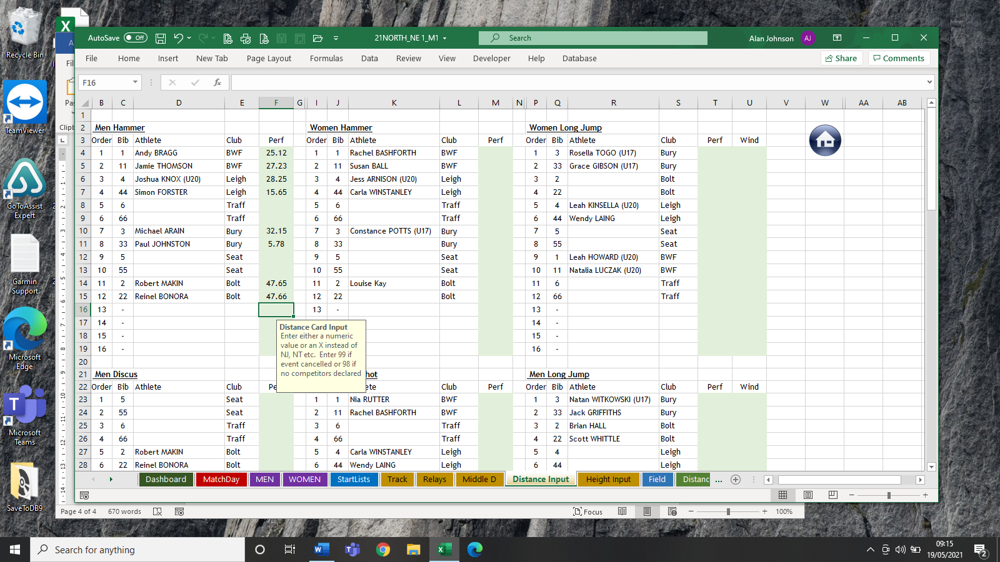 Recycle Bin
TeamViewer
GoToAssist
Expert
Garmin
Support
Microsoft
Edge
Microsoft
Teams
SaveToDB9
AutoSave Off 21NORTH_NE 1_M1 Search Alan Johnson AJ
File Home Insert New Tab Page Layout Formulas Data Review View Developer Help Database Share Comments
F16 fx
B C D E F G I J K L M N P Q R S T U V W AA AB
1
2 Men Hammer Women Hammer Women Long Jump
3 Order Bib Athlete Club Perf Order Bib Athlete Club Perf Order Bib Athlete Club Perf Wind
4 1 1 Andy BRAGG BWF 25.12 1 1 Rachel BASHFORTH BWF 1 3 Rosella TOGO (U17) Bury
5 2 11 Jamie THOMSON BWF 27.23 2 11 Susan BALL BWF 2 33 Grace GIBSON (U17) Bury
6 3 4 Joshua KNOX (U20) Leigh 28.25 3 4 Jess ARNISON (U20) Leigh 3 2 Bolt
7 4 44 Simon FORSTER Leigh 15.65 4 44 Carla WINSTANLEY Leigh 4 22 Bolt
8 5 6 Traff 5 6 Traff 5 4 Leah KINSELLA (U20) Leigh
9 6 66 Traff 6 66 Traff 6 44 Wendy LAING Leigh
10 7 3 Michael ARAIN Bury 32.15 7 3 Constance POTTS (U17) Bury 7 5 Seat
11 8 33 Paul JOHNSTON Bury 5.78 8 33 Bury 8 55 Seat
12 9 5 Seat 9 5 Seat 9 1 Leah HOWARD (U20) BWF
13 10 55 Seat 10 55 Seat 10 11 Natalia LUCZAK (U20) BWF
14 11 2 Robert MAKIN Bolt 47.65 11 2 Louise Kay Bolt 11 6 Traff
15 12 22 Reinel BONORA Bolt 47.66 12 22 Bolt 12 66 Traff
16 13 - 13 - 13 -
17 14 - 14 -
18 15 - 15 -
19 16 - 16 -
Distance Card Input
Enter either a numeric
value or an X instead of
NJ, NT etc. Enter 99 if
event cancelled or 98 if
no competitors declared
20
21 Men Discus hot Men Long Jump
22 Order Bib Athlete Club Pe ete Club Perf Order Bib Athlete Club Perf Wind
23 1 5 Seat 1 1 Nia RUTTER BWF 1 3 Natan WITKOWSKI (U17) Bury
24 2 55 Seat 2 11 Rachel BASHFORTH BWF 2 33 Jack GRIFFITHS Bury
25 3 6 Traff 3 6 Traff 3 2 Brian HALL Bolt
26 4 66 Traff 4 66 Traff 4 22 Scott WHITTLE Bolt
27 5 2 Robert MAKIN Bolt 5 4 Carla WINSTANLEY Leigh 5 4 Leigh
28 6 22 Reinel BONORA Bolt 6 44 Wendy LAING Leigh 6 44 Leigh
Dashboard MatchDay MEN WOMEN StartLists Track Relays Middle D Distance Input Height Input Field Distanc ...
Fil
Pas
Clipb
Page 4 of 4 670 words Focus 100%
Search for anything
09:15
19/05/2021
2